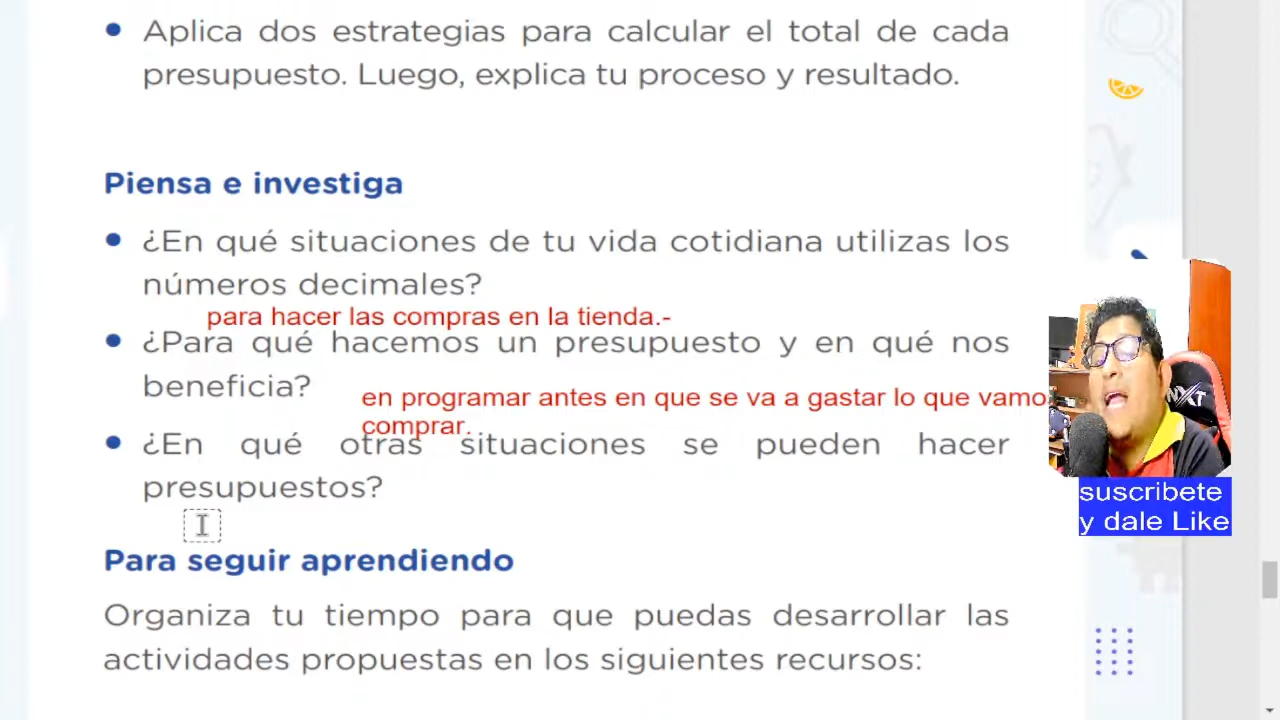 Aplica dos estrategias para calcular el total de cada
presupuesto. Luego, explica tu proceso y resultado.
Piensa e investiga
¿En qué situaciones de tu vida cotidiana utilizas los
números decimales?
para hacer las compras en la tienda.-
¿Para qué hacemos un presupuesto y en qué nos
beneficia?
en programar antes en que se va a gastar lo que vamo
comprar.
¿En qué otras situaciones se pueden hacer
presupuestos?
NXT
suscribete
y dale Like
Para seguir aprendiendo
Organiza tu tiempo para que puedas desarrollar las
actividades propuestas en los siguientes recursos: